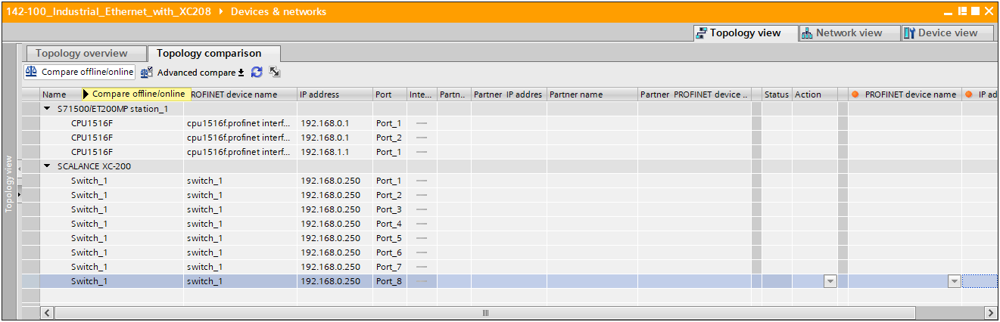 142-100_Industrial_Ethernet_with_XC208 Devices & networks
Topology view Network view Device view
Topology overview Topology comparison
Compare offline/online Advanced compare
Name Compare offline/online ROFINET device name IP address Port Inte... Partn.. Partner IP addres Partner name Partner PROFINET device .. Status Action PROFINET device name IP ad
S71500/ET200MP station_1
CPU1516F cpu1516f.profinet interf... 192.168.0.1 Port_1
CPU1516F cpu1516f.profinet interf... 192.168.0.1 Port_2
CPU1516F cpu1516f.profinet interf... 192.168.1.1 Port_1
SCALANCE XC-200
Switch_1 switch_1 192.168.0.250 Port_1
Switch_1 switch_1 192.168.0.250 Port_2
Switch_1 switch_1 192.168.0.250 Port_3
Switch_1 switch_1 192.168.0.250 Port_4
Switch_1 switch_1 192.168.0.250 Port_5
Switch_1 switch_1 192.168.0.250 Port_6
Switch_1 switch_1 192.168.0.250 Port_7
Switch_1 switch_1 192.168.0.250 Port_8
Topology view